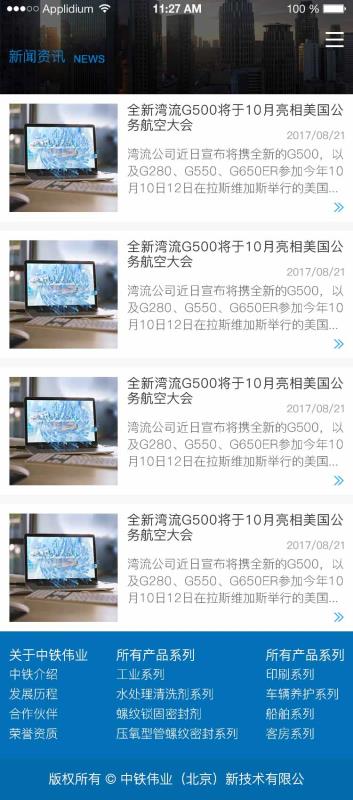 Applidium
11:27 AM
100 %
新闻资讯 NEWS
全新湾流G500将于10月亮相美国公
务航空大会
2017/08/21
湾流公司近日宣布将携全新的G500，以
及G280、G550、G650ER参加今年10
月10日12日在拉斯维加斯举行的美国...
全新湾流G500将于10月亮相美国公
务航空大会
2017/08/21
湾流公司近日宣布将携全新的G500，以
及G280、G550、G650ER参加今年10
月10日12日在拉斯维加斯举行的美国...
全新湾流G500将于10月亮相美国公
务航空大会
2017/08/21
湾流公司近日宣布将携全新的G500，以
及G280、G550、G650ER参加今年10
月10日12日在拉斯维加斯举行的美国...
全新湾流G500将于10月亮相美国公
务航空大会
2017/08/21
湾流公司近日宣布将携全新的G500，以
及G280、G550、G650ER参加今年10
月10日12日在拉斯维加斯举行的美国...
关于中铁伟业
中铁介绍
发展历程
合作伙伴
荣誉资质
所有产品系列
工业系列
水处理清洗剂系列
螺纹锁固密封剂
压氧型管螺纹密封剂系列
所有产品系列
印刷系列
车辆养护系列
船舶系列
客房系列
版权所有 © 中铁伟业（北京）新技术有限公